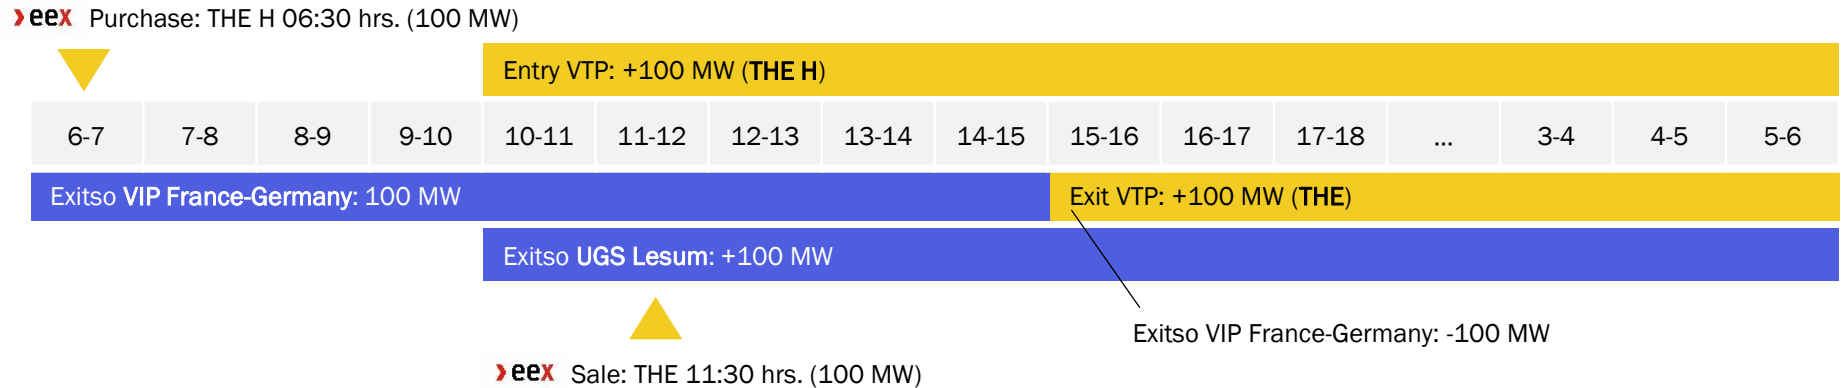 eex Purchase: THE H 06:30 hrs. (100 MW)
Entry VTP: +100 MW (THE H)
6-7 7-8 8-9 9-10 10-11 11-12 12-13 13-14 14-15 15-16 16-17 17-18 ... 3-4 4-5 5-6
Exitso VIP France-Germany: 100 MW
Exit VTP: +100 MW (THE)
Exitso UGS Lesum: +100 MW
Exitso VIP France-Germany: -100 MW
eex Sale: THE 11:30 hrs. (100 MW)